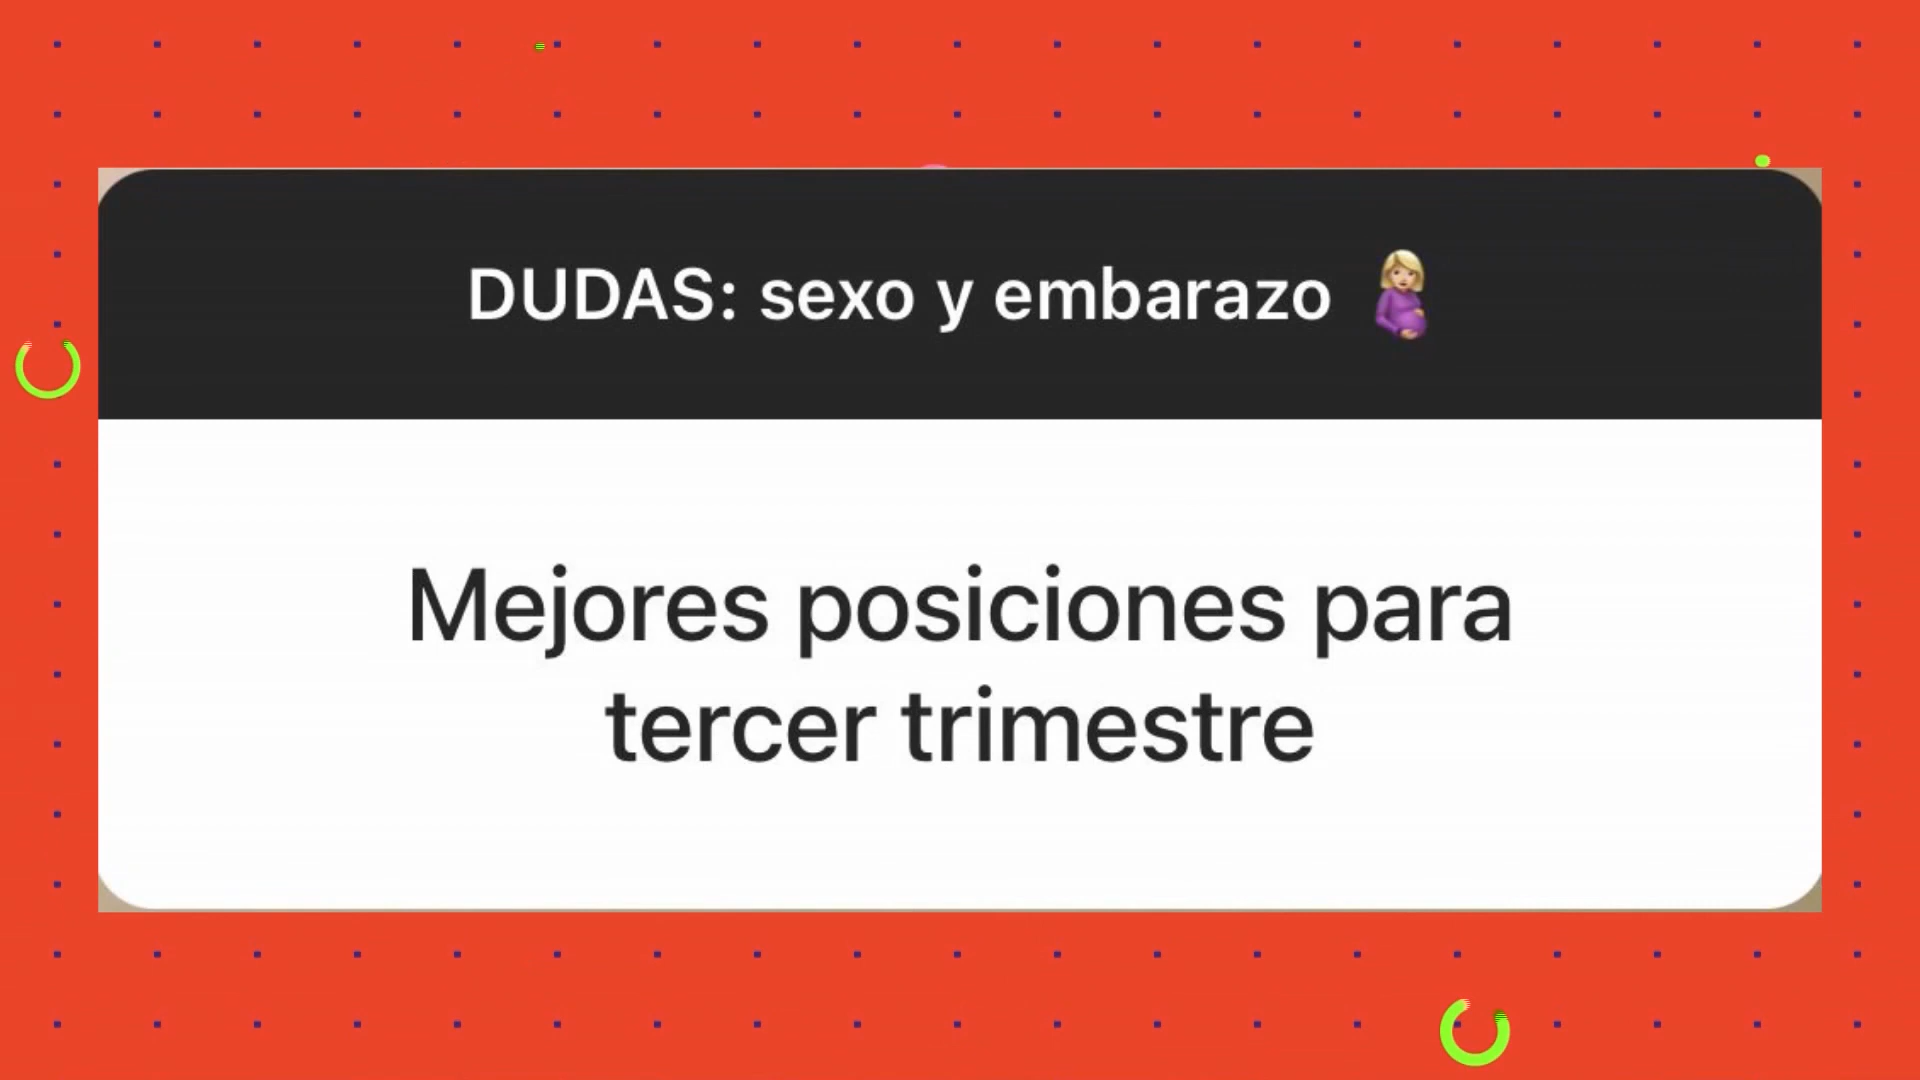 DUDAS: sexo y embarazo 🤰🏼
Mejores posiciones para
tercer trimestre